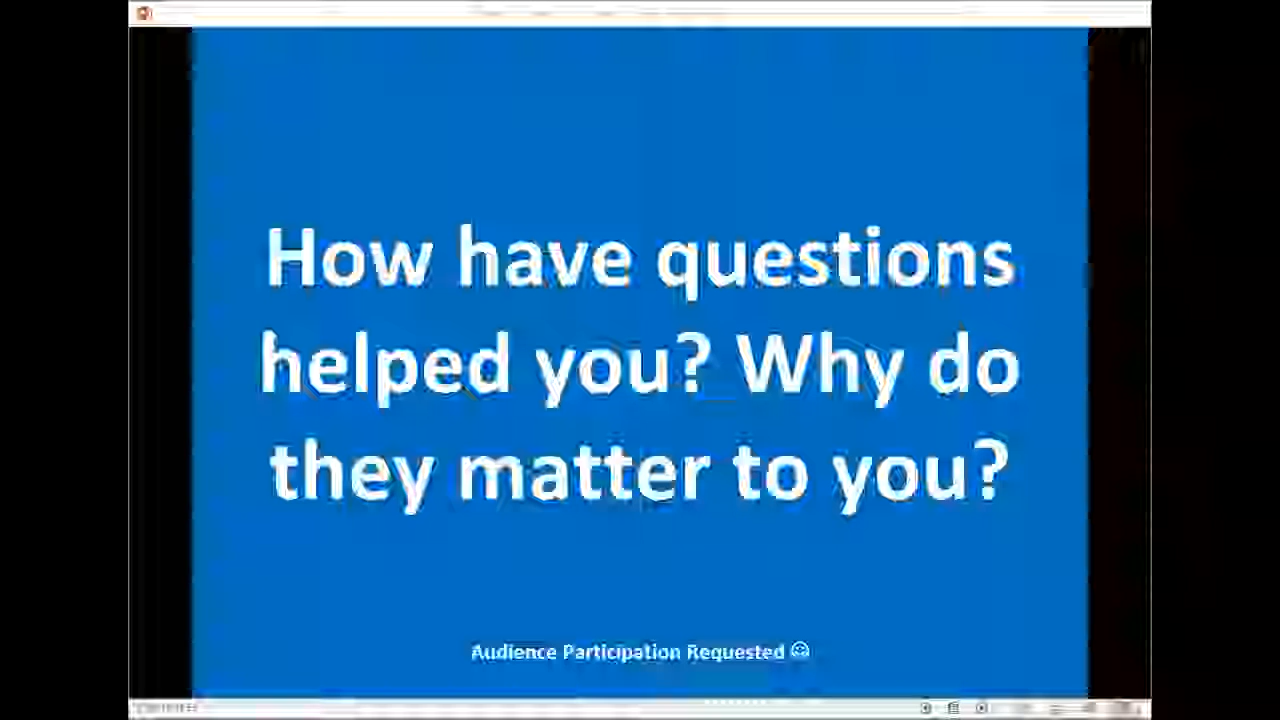 How have questions
helped you? Why do
they matter to you?
Audience Participation Requested ☺